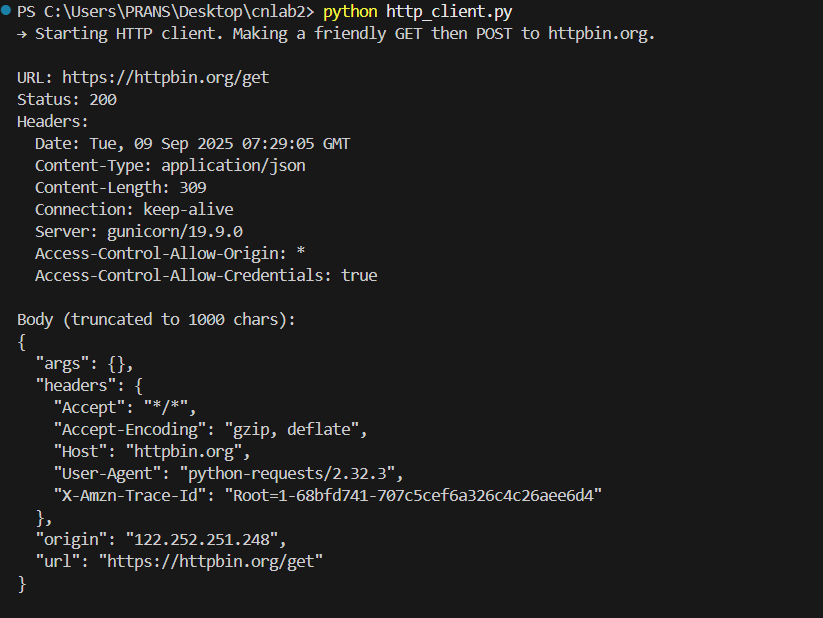 PS C:\Users\PRANS\Desktop\cnlab2> python http_client.py
→ Starting HTTP client. Making a friendly GET then POST to httpbin.org.
URL: https://httpbin.org/get
Status: 200
Headers:
  Date: Tue, 09 Sep 2025 07:29:05 GMT
  Content-Type: application/json
  Content-Length: 309
  Connection: keep-alive
  Server: gunicorn/19.9.0
  Access-Control-Allow-Origin: *
  Access-Control-Allow-Credentials: true
Body (truncated to 1000 chars):
{
  "args": {},
  "headers": {
    "Accept": "*/*",
    "Accept-Encoding": "gzip, deflate",
    "Host": "httpbin.org",
    "User-Agent": "python-requests/2.32.3",
    "X-Amzn-Trace-Id": "Root=1-68bfd741-707c5cef6a326c4c26aee6d4"
  },
  "origin": "122.252.251.248",
  "url": "https://httpbin.org/get"
}